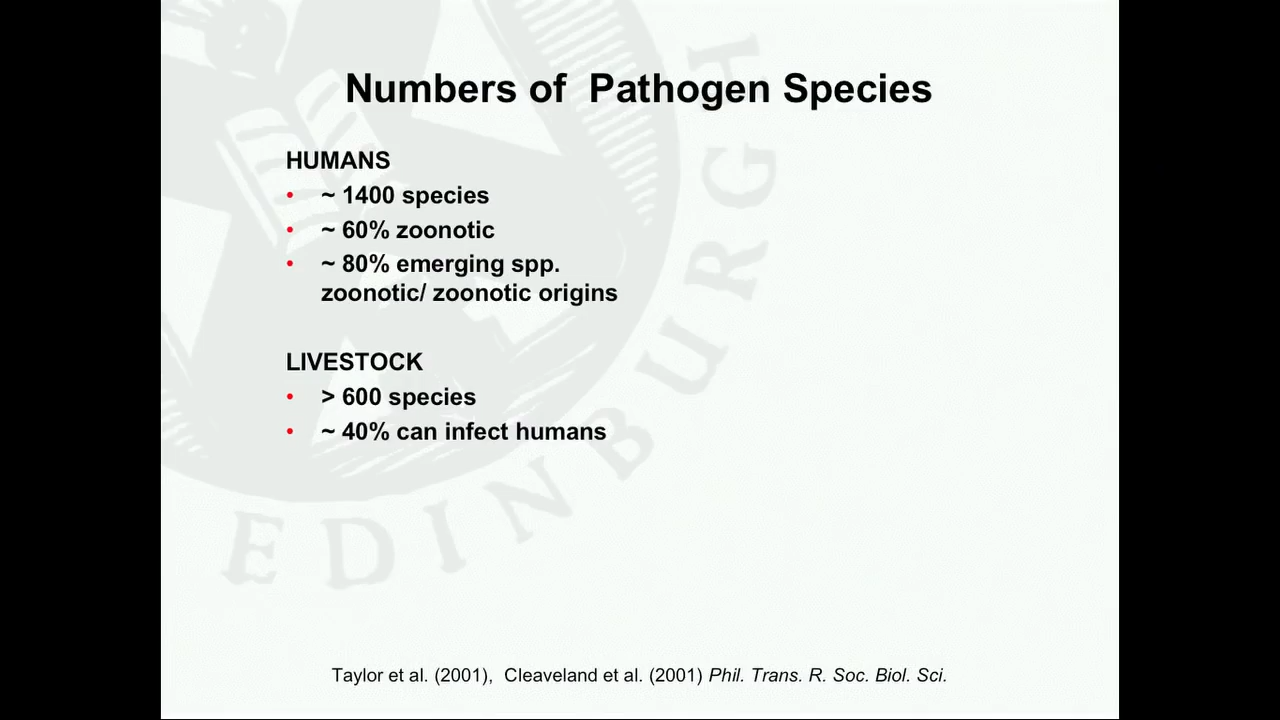 Numbers of  Pathogen Species
HUMANS
• ~ 1400 species
• ~ 60% zoonotic
• ~ 80% emerging spp.
zoonotic/ zoonotic origins
LIVESTOCK
• > 600 species
• ~ 40% can infect humans
EDINBURGH
Taylor et al. (2001),  Cleaveland et al. (2001) Phil. Trans. R. Soc. Biol. Sci.